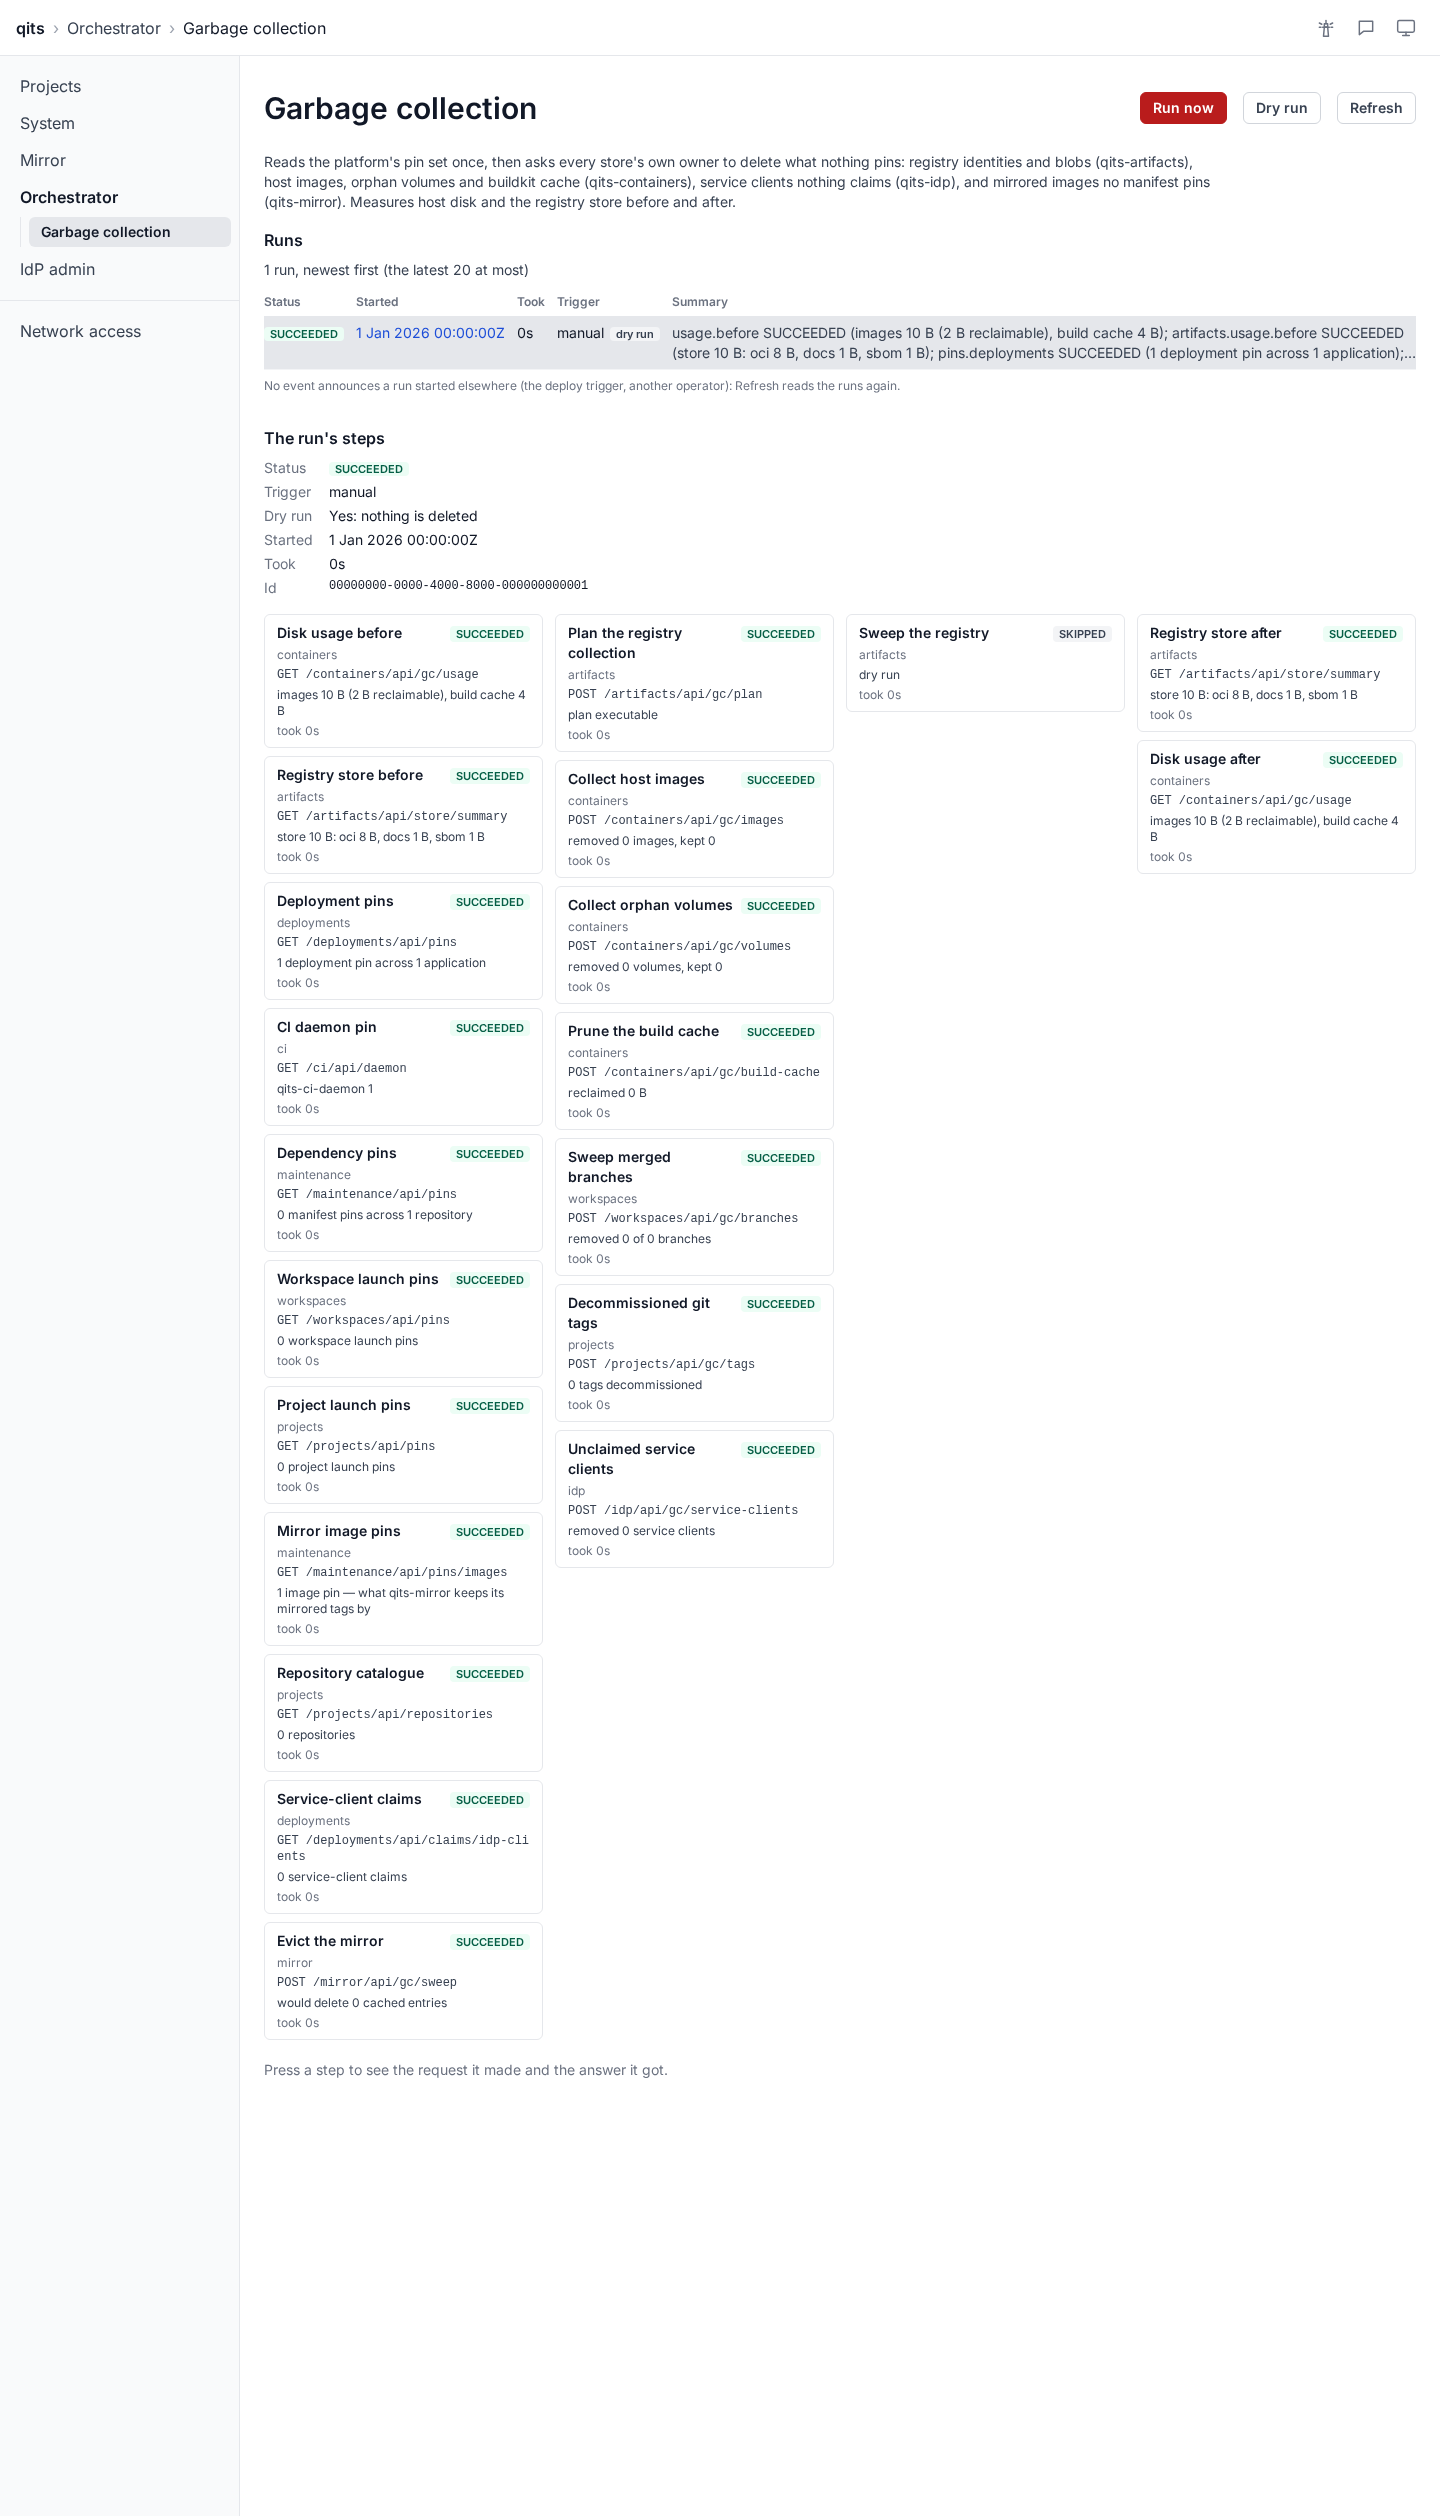 qits › Orchestrator › Garbage collection
Projects
System
Mirror
Orchestrator
Garbage collection
IdP admin
Network access
Garbage collection
Run now
Dry run
Refresh
Reads the platform's pin set once, then asks every store's own owner to delete what nothing pins: registry identities and blobs (qits-artifacts),
host images, orphan volumes and buildkit cache (qits-containers), service clients nothing claims (qits-idp), and mirrored images no manifest pins
(qits-mirror). Measures host disk and the registry store before and after.
Runs
1 run, newest first (the latest 20 at most)
Status Started Took Trigger Summary
SUCCEEDED 1 Jan 2026 00:00:00Z 0s manual dry run usage.before SUCCEEDED (images 10 B (2 B reclaimable), build cache 4 B); artifacts.usage.before SUCCEEDED
(store 10 B: oci 8 B, docs 1 B, sbom 1 B); pins.deployments SUCCEEDED (1 deployment pin across 1 application);...
No event announces a run started elsewhere (the deploy trigger, another operator): Refresh reads the runs again.
The run's steps
Status SUCCEEDED
Trigger manual
Dry run Yes: nothing is deleted
Started 1 Jan 2026 00:00:00Z
Took 0s
Id 00000000-0000-4000-8000-000000000001
Disk usage before SUCCEEDED
containers
GET /containers/api/gc/usage
images 10 B (2 B reclaimable), build cache 4
B
took 0s
Registry store before SUCCEEDED
artifacts
GET /artifacts/api/store/summary
store 10 B: oci 8 B, docs 1 B, sbom 1 B
took 0s
Deployment pins SUCCEEDED
deployments
GET /deployments/api/pins
1 deployment pin across 1 application
took 0s
CI daemon pin SUCCEEDED
ci
GET /ci/api/daemon
qits-ci-daemon 1
took 0s
Dependency pins SUCCEEDED
maintenance
GET /maintenance/api/pins
0 manifest pins across 1 repository
took 0s
Workspace launch pins SUCCEEDED
workspaces
GET /workspaces/api/pins
0 workspace launch pins
took 0s
Project launch pins SUCCEEDED
projects
GET /projects/api/pins
0 project launch pins
took 0s
Mirror image pins SUCCEEDED
maintenance
GET /maintenance/api/pins/images
1 image pin — what qits-mirror keeps its
mirrored tags by
took 0s
Repository catalogue SUCCEEDED
projects
GET /projects/api/repositories
0 repositories
took 0s
Service-client claims SUCCEEDED
deployments
GET /deployments/api/claims/idp-cli
ents
0 service-client claims
took 0s
Evict the mirror SUCCEEDED
mirror
POST /mirror/api/gc/sweep
would delete 0 cached entries
took 0s
Plan the registry SUCCEEDED
collection
artifacts
POST /artifacts/api/gc/plan
plan executable
took 0s
Collect host images SUCCEEDED
containers
POST /containers/api/gc/images
removed 0 images, kept 0
took 0s
Collect orphan volumes SUCCEEDED
containers
POST /containers/api/gc/volumes
removed 0 volumes, kept 0
took 0s
Prune the build cache SUCCEEDED
containers
POST /containers/api/gc/build-cache
reclaimed 0 B
took 0s
Sweep merged SUCCEEDED
branches
workspaces
POST /workspaces/api/gc/branches
removed 0 of 0 branches
took 0s
Decommissioned git SUCCEEDED
tags
projects
POST /projects/api/gc/tags
0 tags decommissioned
took 0s
Unclaimed service SUCCEEDED
clients
idp
POST /idp/api/gc/service-clients
removed 0 service clients
took 0s
Sweep the registry SKIPPED
artifacts
dry run
took 0s
Registry store after SUCCEEDED
artifacts
GET /artifacts/api/store/summary
store 10 B: oci 8 B, docs 1 B, sbom 1 B
took 0s
Disk usage after SUCCEEDED
containers
GET /containers/api/gc/usage
images 10 B (2 B reclaimable), build cache 4
B
took 0s
Press a step to see the request it made and the answer it got.